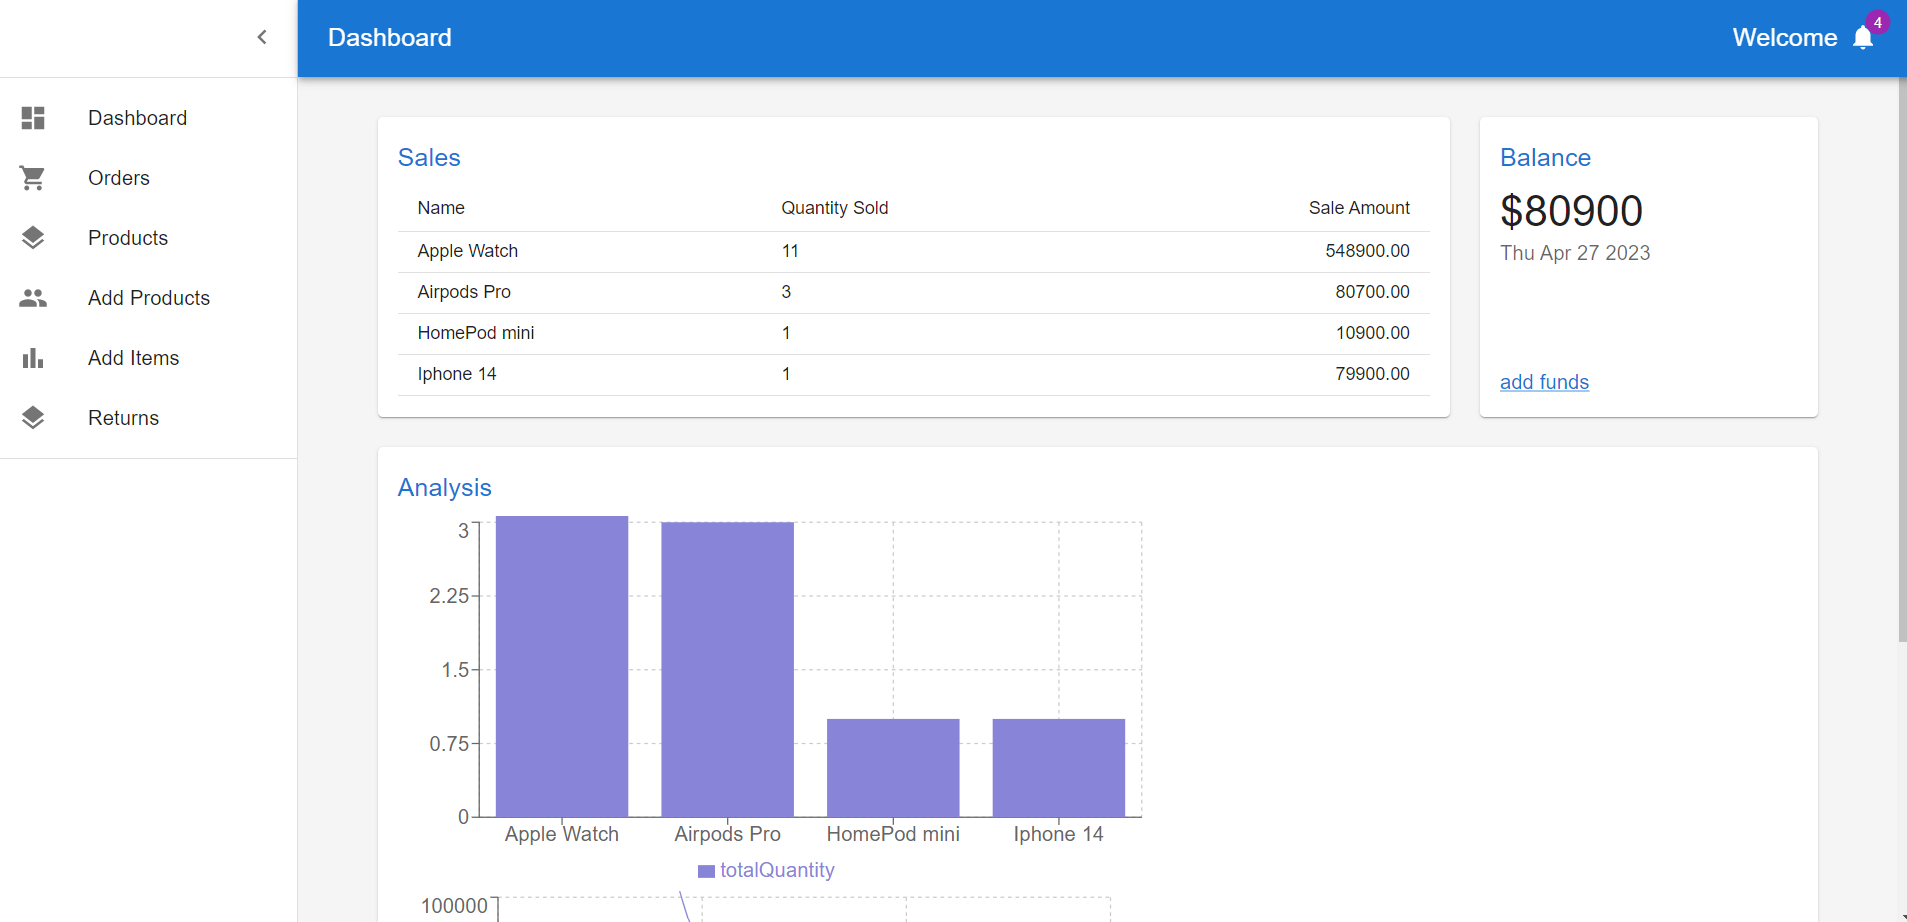 Dashboard
Welcome
4
Dashboard
Orders
Products
Add Products
Add Items
Returns
Sales
Name Quantity Sold Sale Amount
Apple Watch 11 548900.00
Airpods Pro 3 80700.00
HomePod mini 1 10900.00
Iphone 14 1 79900.00
Balance
$80900
Thu Apr 27 2023
add funds
Analysis
3
2.25
1.5
0.75
0
Apple Watch Airpods Pro HomePod mini Iphone 14
totalQuantity
100000